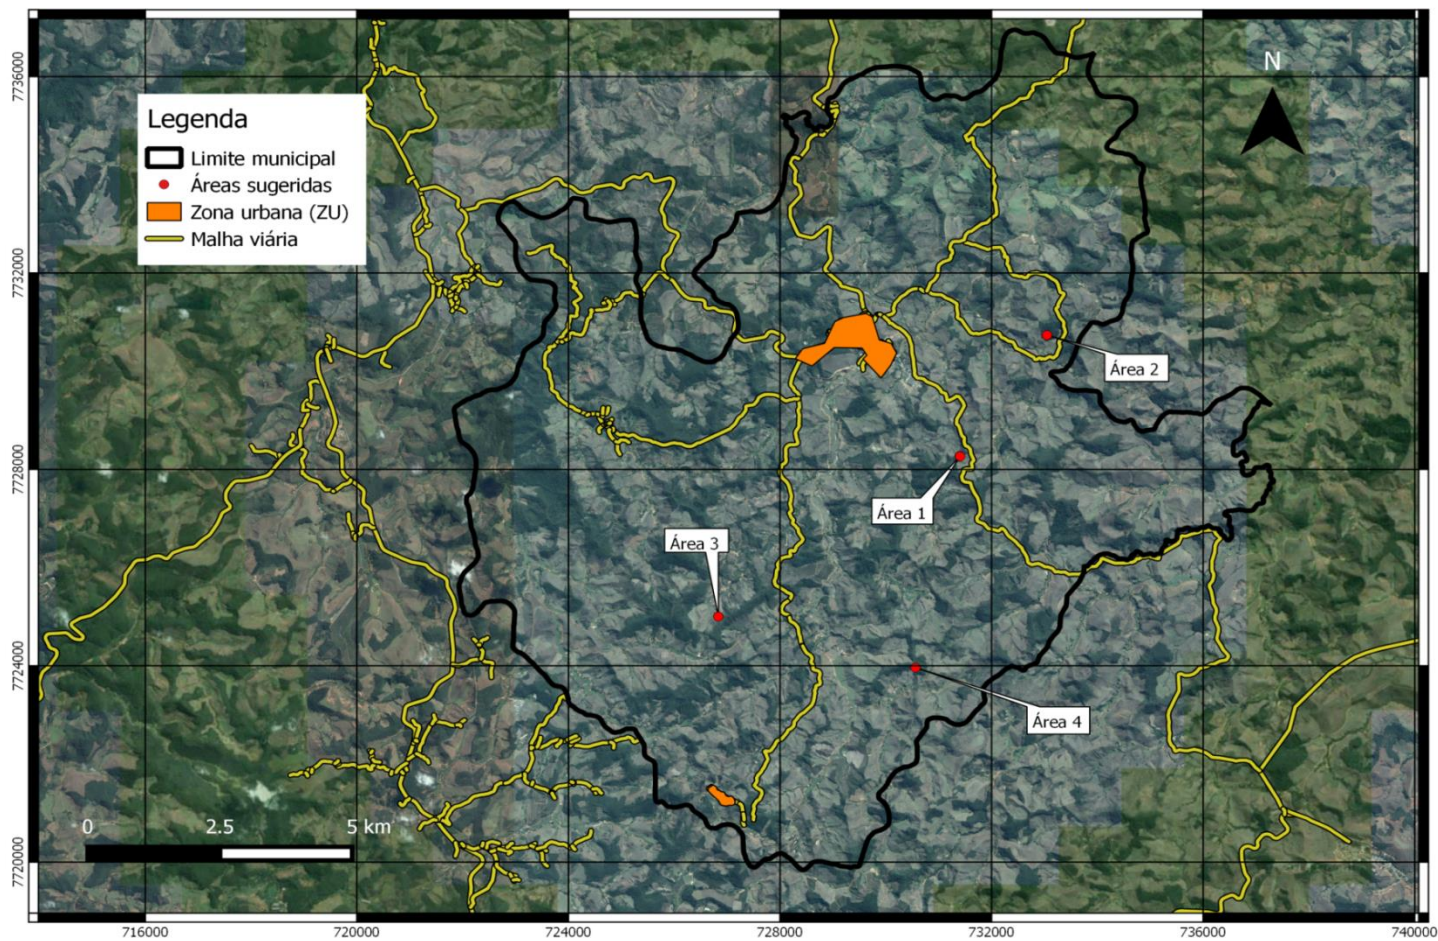 Legenda
Limite municipal
Áreas sugeridas
Zona urbana (ZU)
Malha viária
N
Área 2
Área 1
Área 3
Área 4
0 2.5 5 km
7736000
7732000
7728000
7724000
7720000
716000 720000 724000 728000 732000 736000 740000